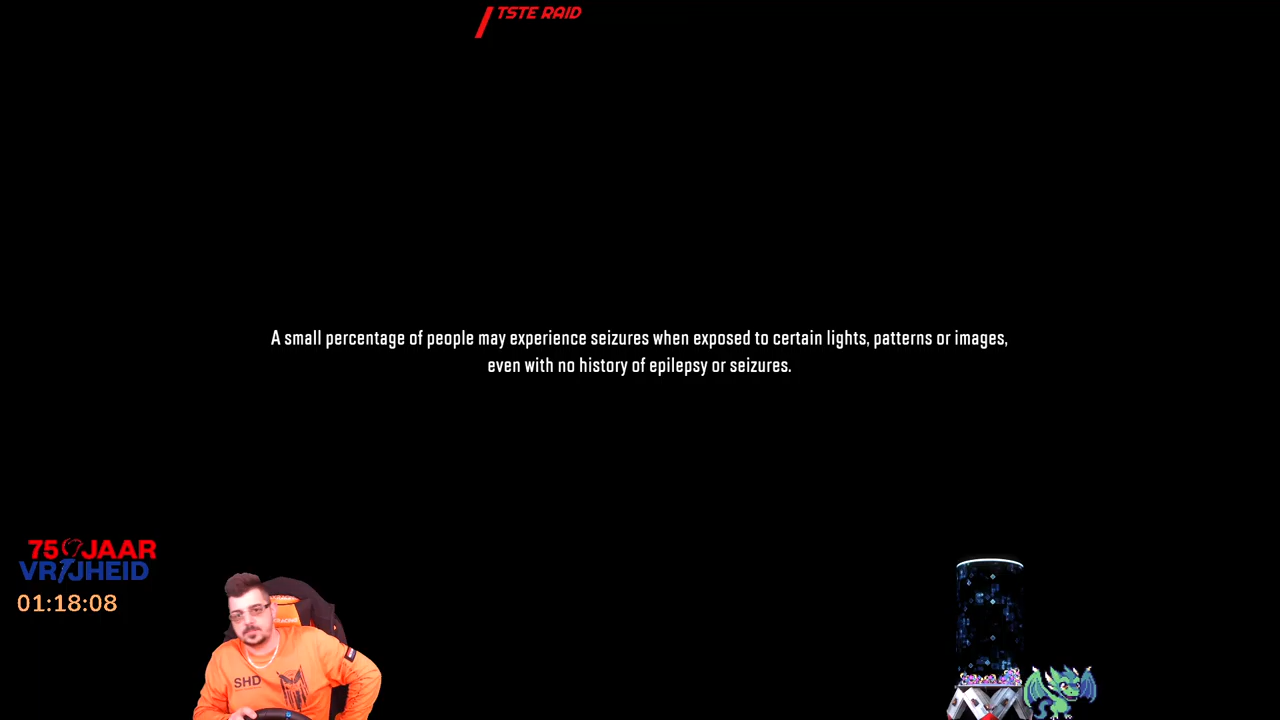 TSTE RAID
A small percentage of people may experience seizures when exposed to certain lights, patterns or images,
even with no history of epilepsy or seizures.
75 JAAR
VRIJHEID
01:18:08
RACING
SHD